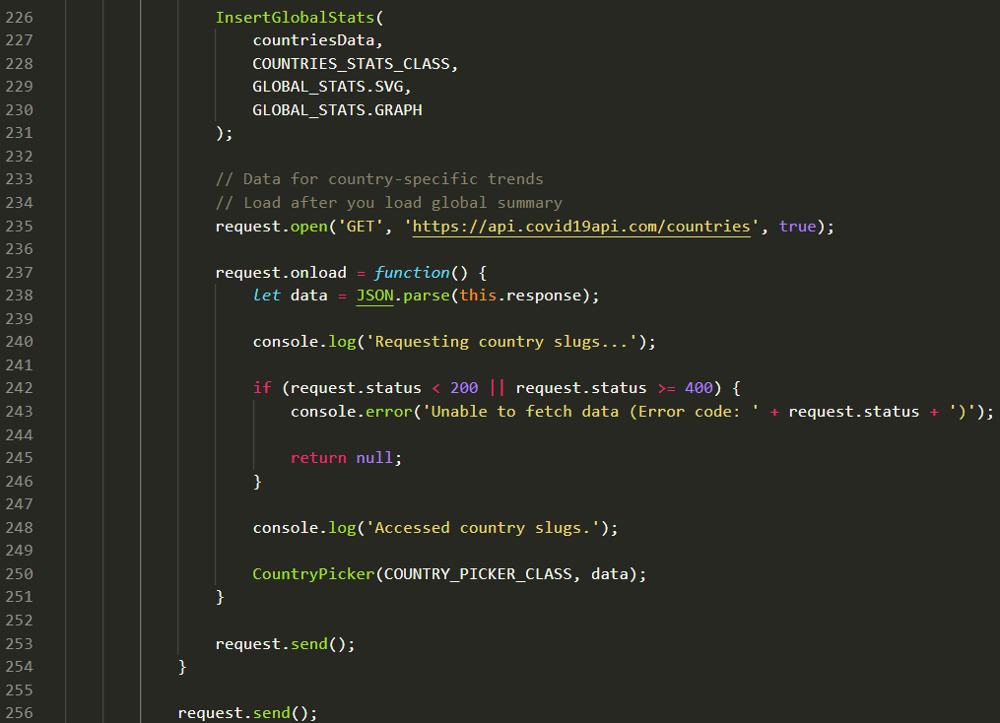 226 InsertGlobalStats(
227 countriesData,
228 COUNTRIES_STATS_CLASS,
229 GLOBAL_STATS.SVG,
230 GLOBAL_STATS.GRAPH
231 );
232
233 // Data for country-specific trends
234 // Load after you load global summary
235 request.open('GET', 'https://api.covid19api.com/countries', true);
236
237 request.onload = function() {
238 let data = JSON.parse(this.response);
239
240 console.log('Requesting country slugs...');
241
242 if (request.status < 200 || request.status >= 400) {
243 console.error('Unable to fetch data (Error code: ' + request.status + ')');
244
245 return null;
246 }
247
248 console.log('Accessed country slugs.');
249
250 CountryPicker(COUNTRY_PICKER_CLASS, data);
251 }
252
253 request.send();
254 }
255
256 request.send();